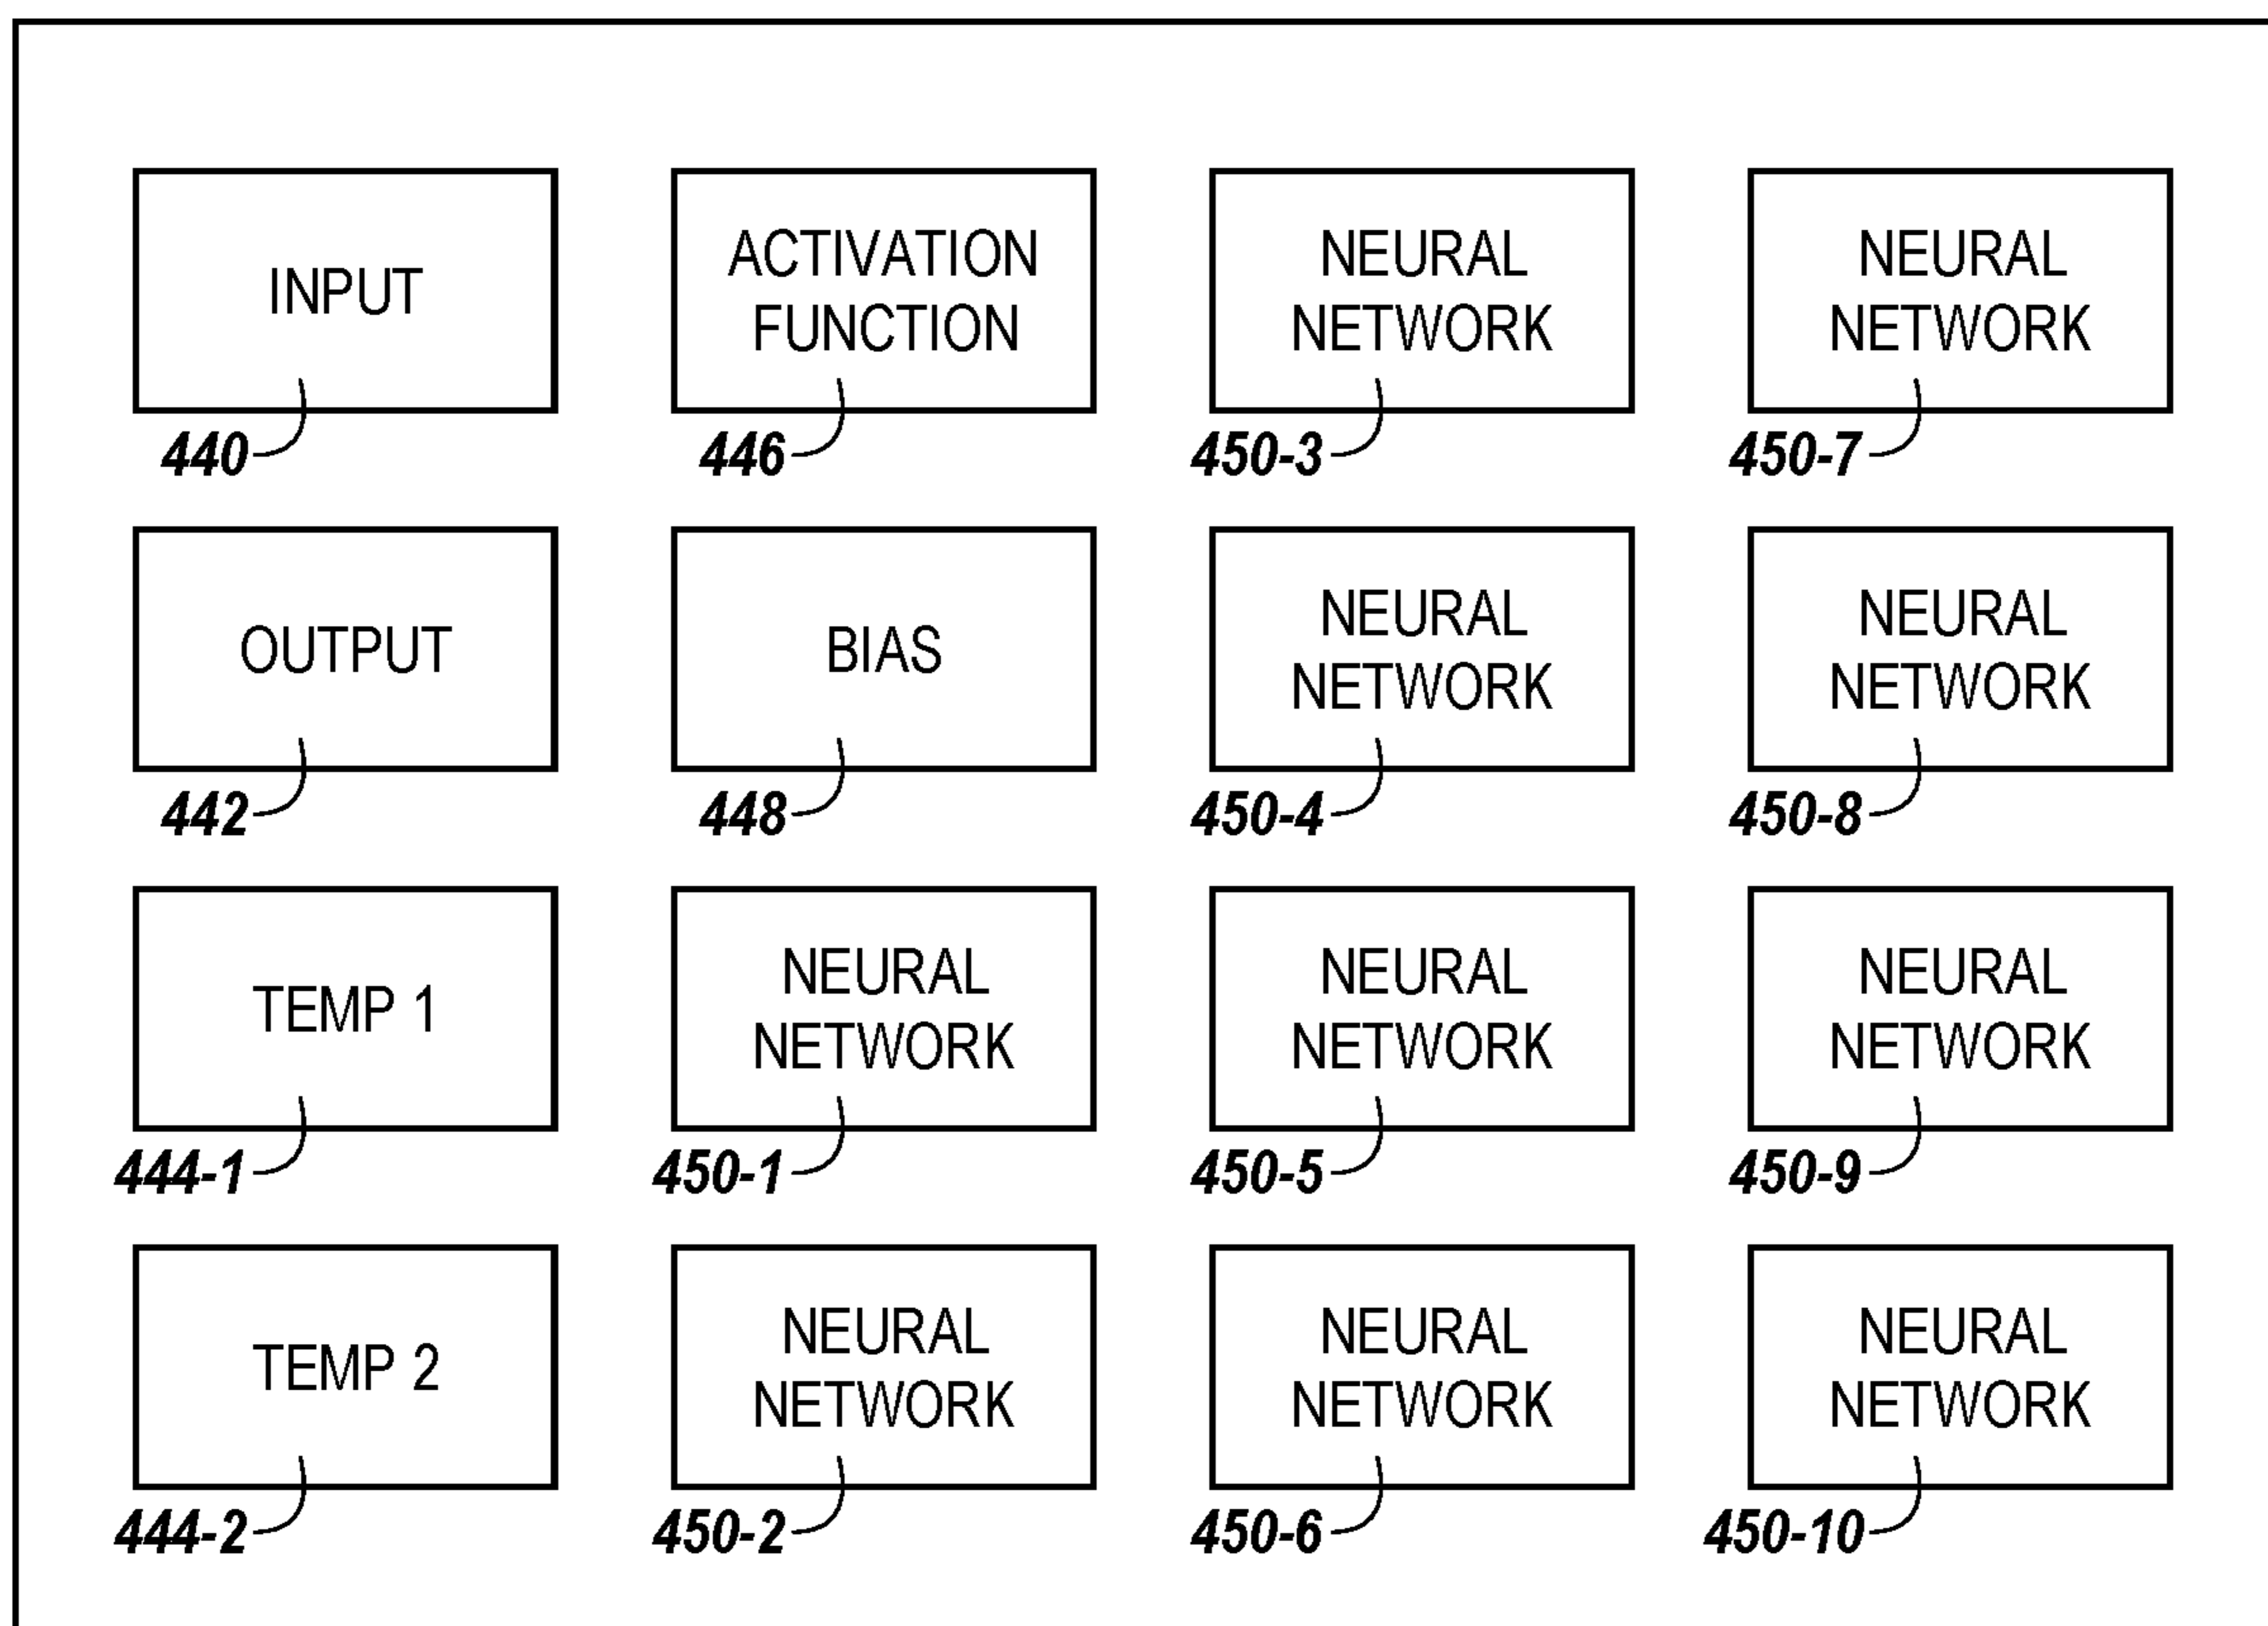 INPUT
440
ACTIVATION
FUNCTION
446
NEURAL
NETWORK
450-3
NEURAL
NETWORK
450-7
OUTPUT
442
BIAS
448
NEURAL
NETWORK
450-4
NEURAL
NETWORK
450-8
TEMP 1
444-1
NEURAL
NETWORK
450-1
NEURAL
NETWORK
450-5
NEURAL
NETWORK
450-9
TEMP 2
444-2
NEURAL
NETWORK
450-2
NEURAL
NETWORK
450-6
NEURAL
NETWORK
450-10